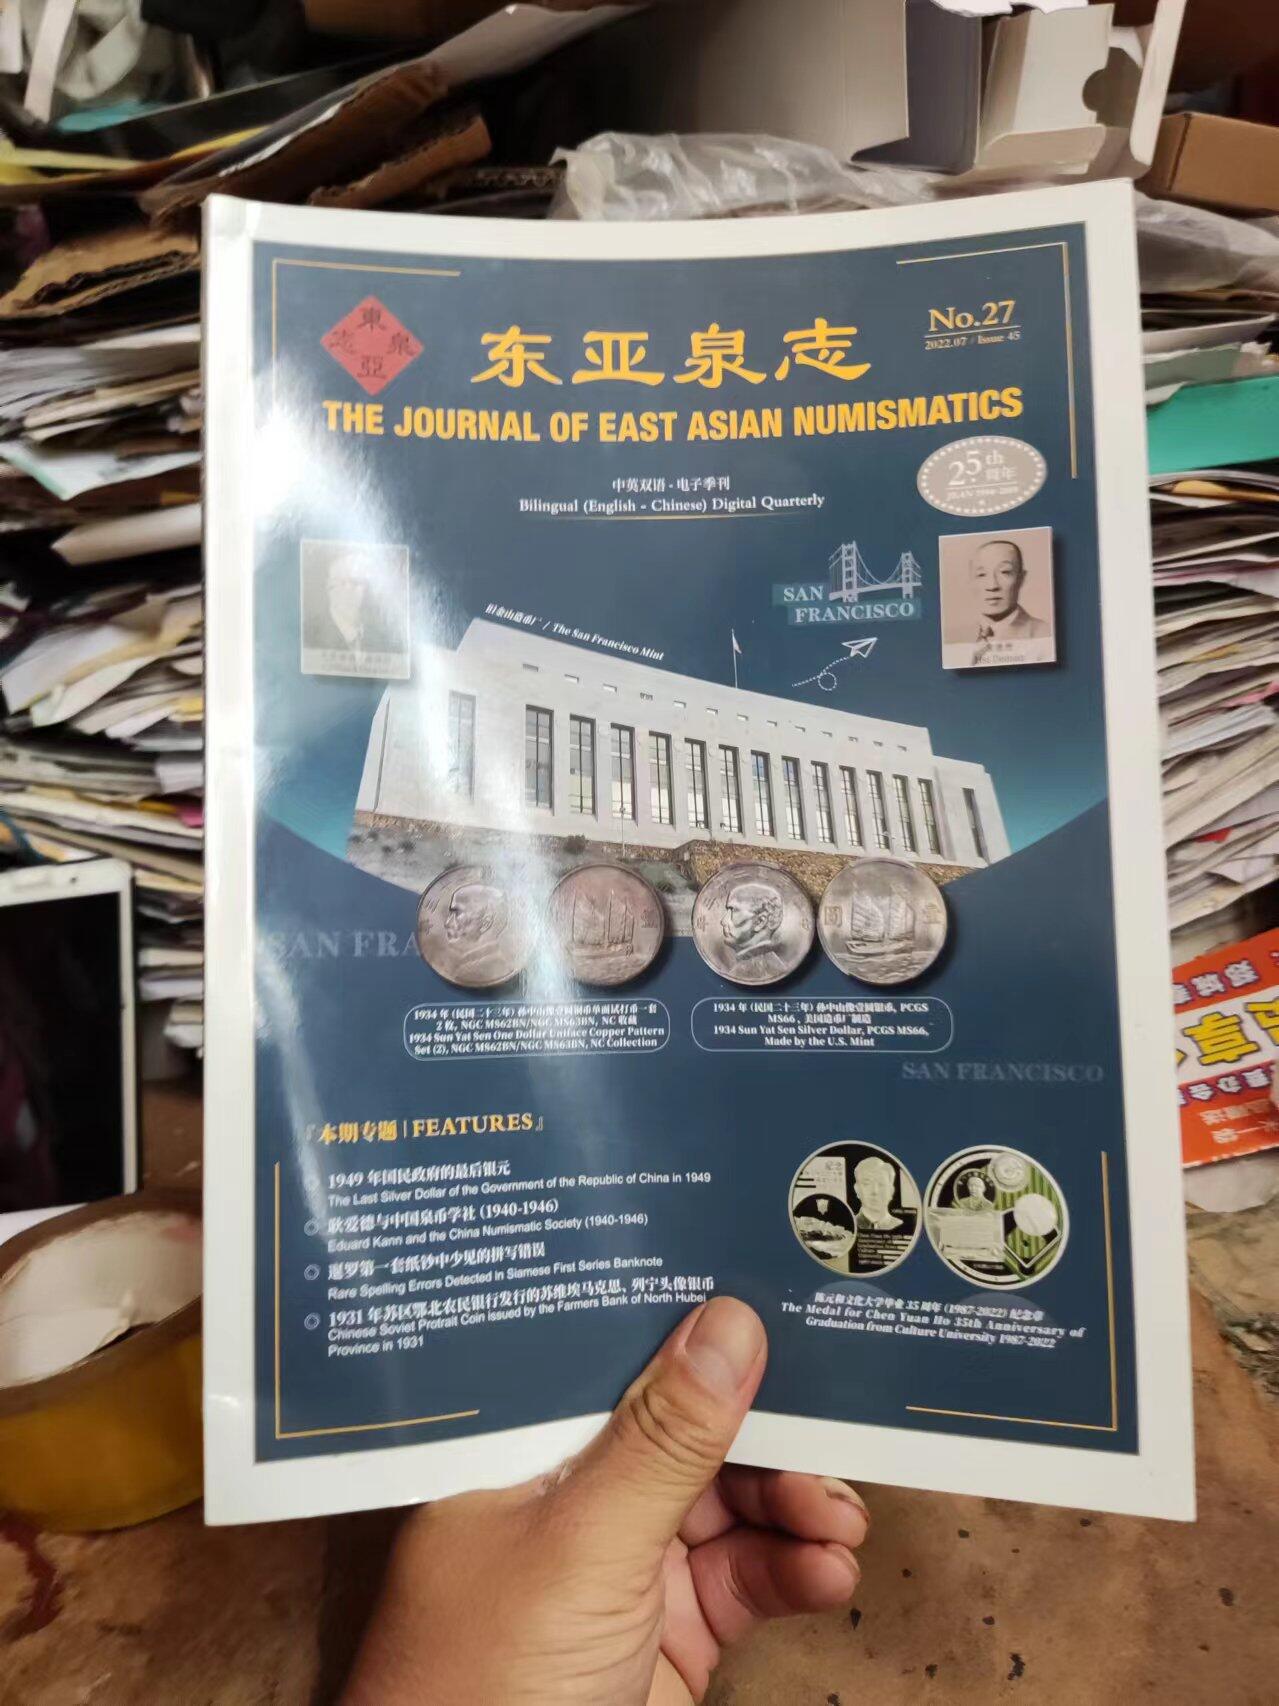 東
泉
志
亞
东亚泉志
No.27
2022.07 / Issue 45
THE JOURNAL OF EAST ASIAN NUMISMATICS
25th
周年
中英双语 - 电子季刊
Bilingual (English - Chinese) Digital Quarterly
SAN
FRANCISCO
旧金山造币厂 / The San Francisco Mint
SAN FRA
1934 年 (民国二十三年) 孙中山像壹圆铜币单面试打币一套
2 枚, NGC MS62BN/NGC MS63BN, NC 收藏
1934 Sun Yat Sen One Dollar Uniface Copper Pattern
Set (2), NGC MS62BN/NGC MS63BN, NC Collection
1934 年 (民国二十三年) 孙中山像壹圆银币, PCGS
MS66 , 美国造币厂制造
1934 Sun Yat Sen Silver Dollar, PCGS MS66,
Made by the U.S. Mint
SAN FRANCISCO
『本期专题 | FEATURES』
1949 年国民政府的最后银元
The Last Silver Dollar of the Government of the Republic of China in 1949
耿爱德与中国泉币学社 (1940-1946)
Eduard Kann and the China Numismatic Society (1940-1946)
暹罗第一套纸钞中少见的拼写错误
Rare Spelling Errors Detected in Siamese First Series Banknote
1931 年苏区鄂北农民银行发行的苏维埃马克思、列宁头像银币
Chinese Soviet Protrait Coin issued by the Farmers Bank of North Hubei
Province in 1931
纪念
陈元和文化大学毕业 35 周年 (1987-2022) 纪念章
The Medal for Chen Yuan Ho 35th Anniversary of
Graduation from Culture University 1987-2022